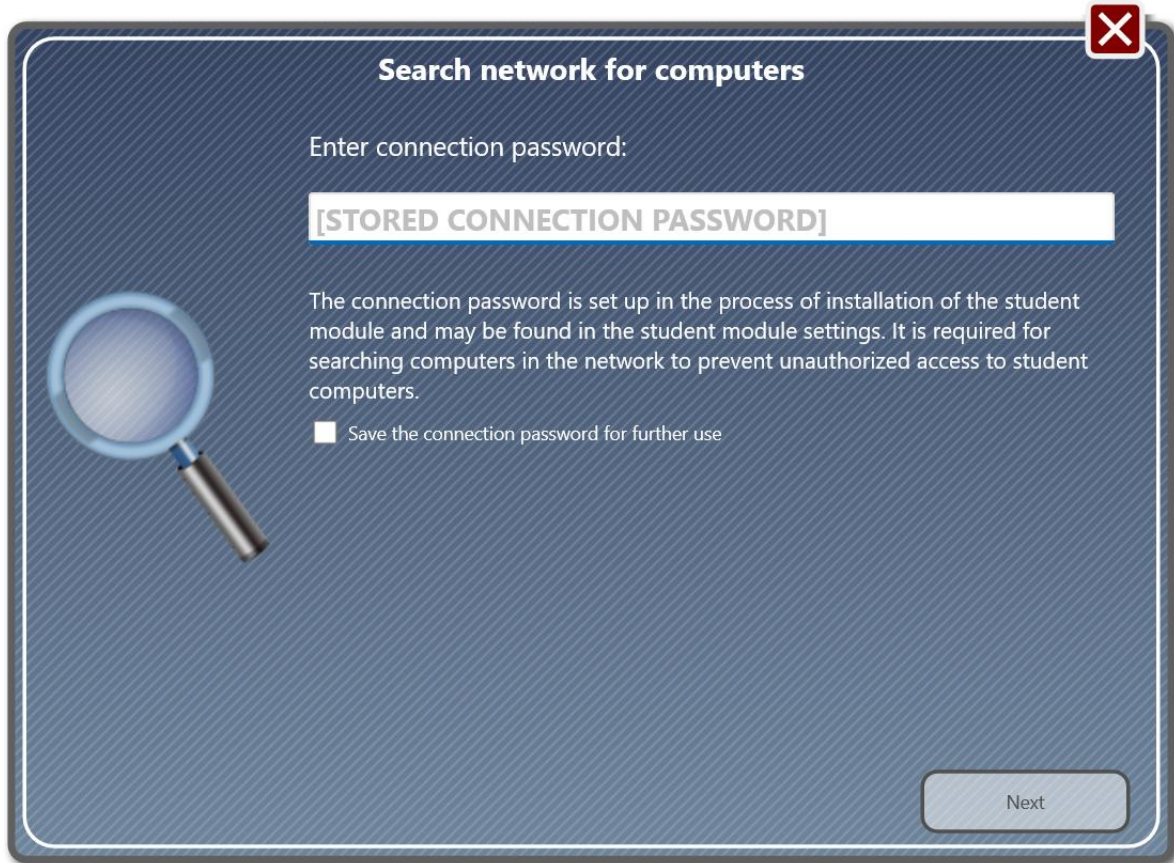 Search network for computers
Enter connection password:
[STORED CONNECTION PASSWORD]
The connection password is set up in the process of installation of the student
module and may be found in the student module settings. It is required for
searching computers in the network to prevent unauthorized access to student
computers.
Save the connection password for further use
Next